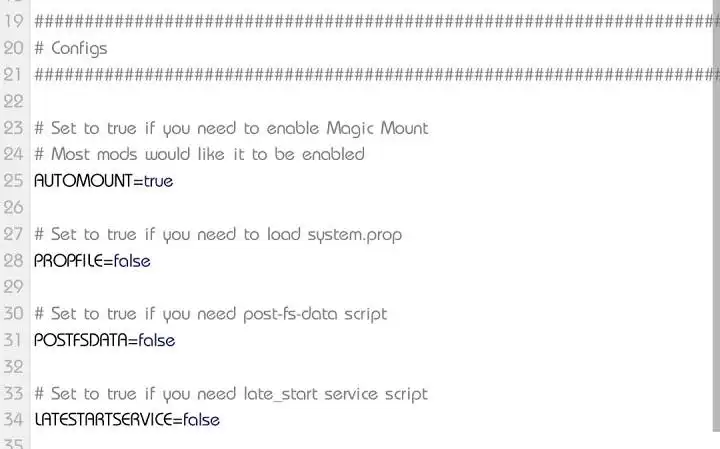 19 ########################################################################
20 # Configs
21 ########################################################################
22
23 # Set to true if you need to enable Magic Mount
24 # Most mods would like it to be enabled
25 AUTOMOUNT=true
26
27 # Set to true if you need to load system.prop
28 PROPFILE=false
29
30 # Set to true if you need post-fs-data script
31 POSTFSDATA=false
32
33 # Set to true if you need late_start service script
34 LATESTARTSERVICE=false
35